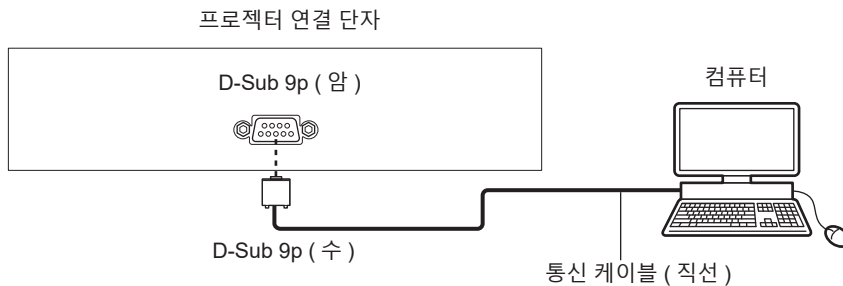 프로젝터 연결 단자
D-Sub 9p ( 암 )
컴퓨터
D-Sub 9p ( 수 )
통신 케이블 ( 직선 )